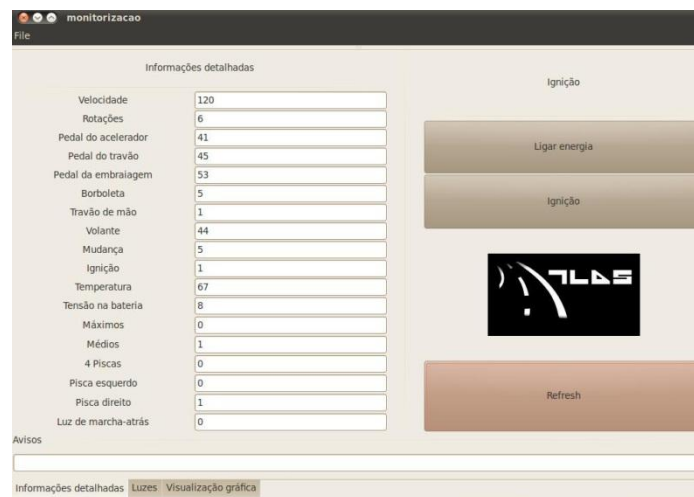 monitorizacao
File
Informações detalhadas
Velocidade 120
Rotações 6
Pedal do acelerador 41
Pedal do travão 45
Pedal da embraiagem 53
Borboleta 5
Travão de mão 1
Volante 44
Mudança 5
Ignição 1
Temperatura 67
Tensão na bateria 8
Máximos 0
Médios 1
4 Piscas 0
Pisca esquerdo 0
Pisca direito 1
Luz de marcha-atrás 0
Ignição
Ligar energia
Ignição
Refresh
Avisos
Informações detalhadas Luzes Visualização gráfica